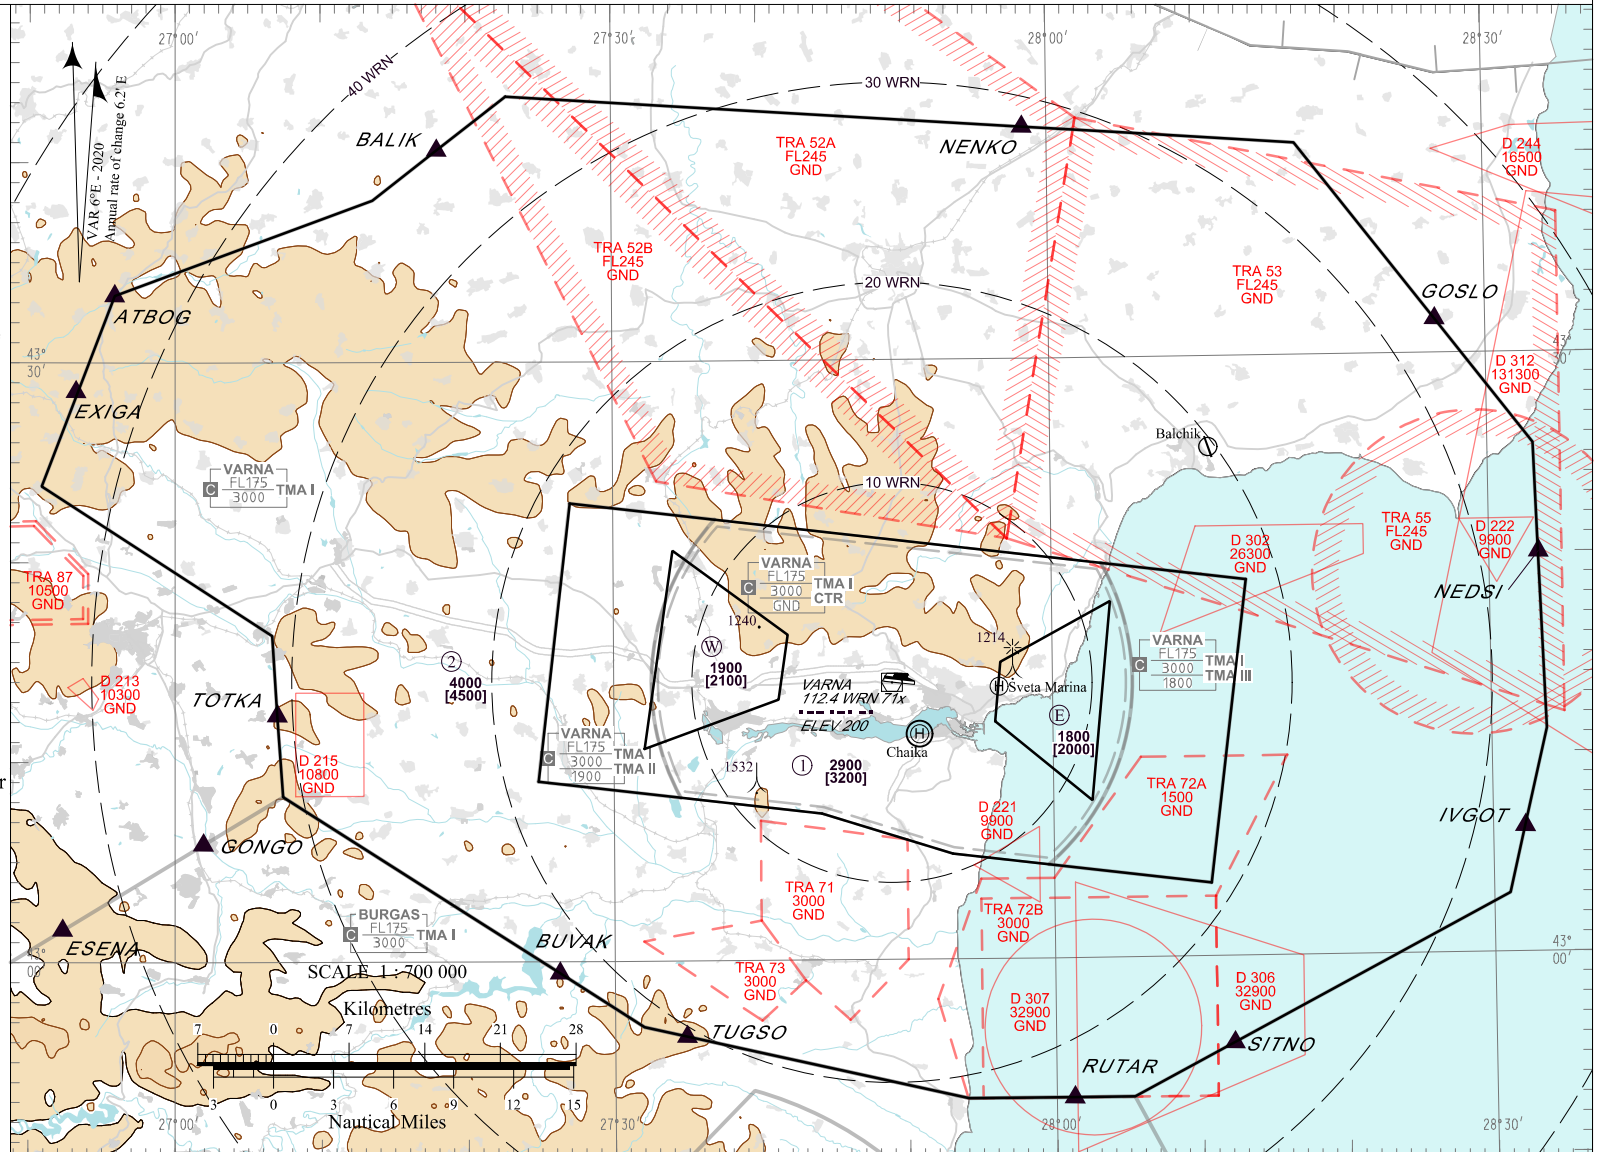 27°00'
27°30'
28°00'
28°30'
VAR 6°E - 2020
Annual rate of change 6.2' E
40 WRN
30 WRN
20 WRN
10 WRN
BALIK
NENKO
TRA 52A
FL245
GND
D 244
16500
GND
TRA 52B
FL245
GND
TRA 53
FL245
GND
GOSLO
ATBOG
43°
30'
43°
30'
EXIGA
D 312
131300
GND
Balchik
VARNA
FL175
C
3000
TMA I
TRA 55
FL245
GND
D 222
9900
GND
D 302
26300
GND
NEDSI
TRA 87
10500
GND
VARNA
FL175
C
3000
GND
TMA I
CTR
1240
1214
W
1900
[2100]
2
4000
[4500]
VARNA
FL175
C
3000
1800
TMA I
TMA III
D 213
10300
GND
TOTKA
VARNA
112.4 WRN 71x
ELEV 200
H
Sveta Marina
E
1800
[2000]
H
Chaika
VARNA
FL175
C
3000
1900
TMA I
TMA II
D 215
10800
GND
1532
1
2900
[3200]
r
TRA 72A
1500
GND
D 221
9900
GND
IVGOT
GONGO
TRA 71
3000
GND
TRA 72B
3000
GND
BURGAS
FL175
C
3000
TMA I
ESENA
BUVAK
43°
00'
43°
00'
SCALE 1 : 700 000
TRA 73
3000
GND
D 306
32900
GND
D 307
32900
GND
Kilometres
7 0 7 14 21 28
TUGSO
SITNO
RUTAR
3 0 3 6 9 12 15
Nautical Miles
27°00'
27°30'
28°00'
28°30'